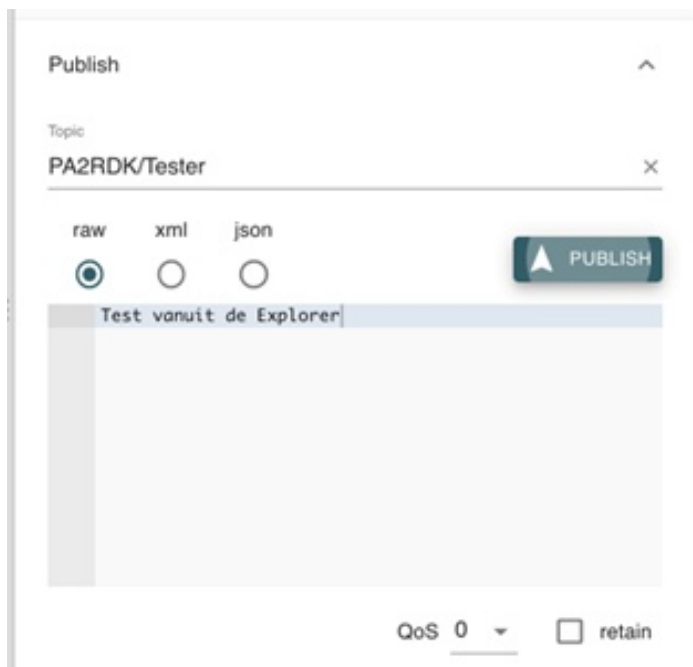 Publish
Topic
PA2RDK/Tester
raw xml json
PUBLISH
Test vanuit de Explorer
QoS 0 retain